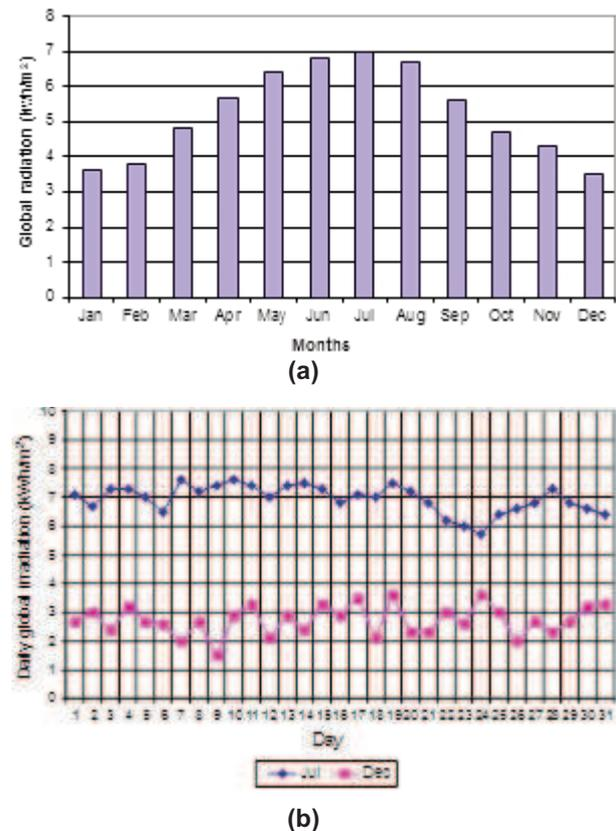 8
7
6
5
4
3
2
1
0
Global radiation (kWh/m²)
Jan Feb Mar Apr May Jun Jul Aug Sep Oct Nov Dec
Months
(a)
10
9
8
7
6
5
4
3
2
1
0
Daily global irradiation (kWh/m²)
1 2 3 4 5 6 7 8 9 10 11 12 13 14 15 16 17 18 19 20 21 22 23 24 25 26 27 28 29 30 31
Day
Jul Dec
(b)